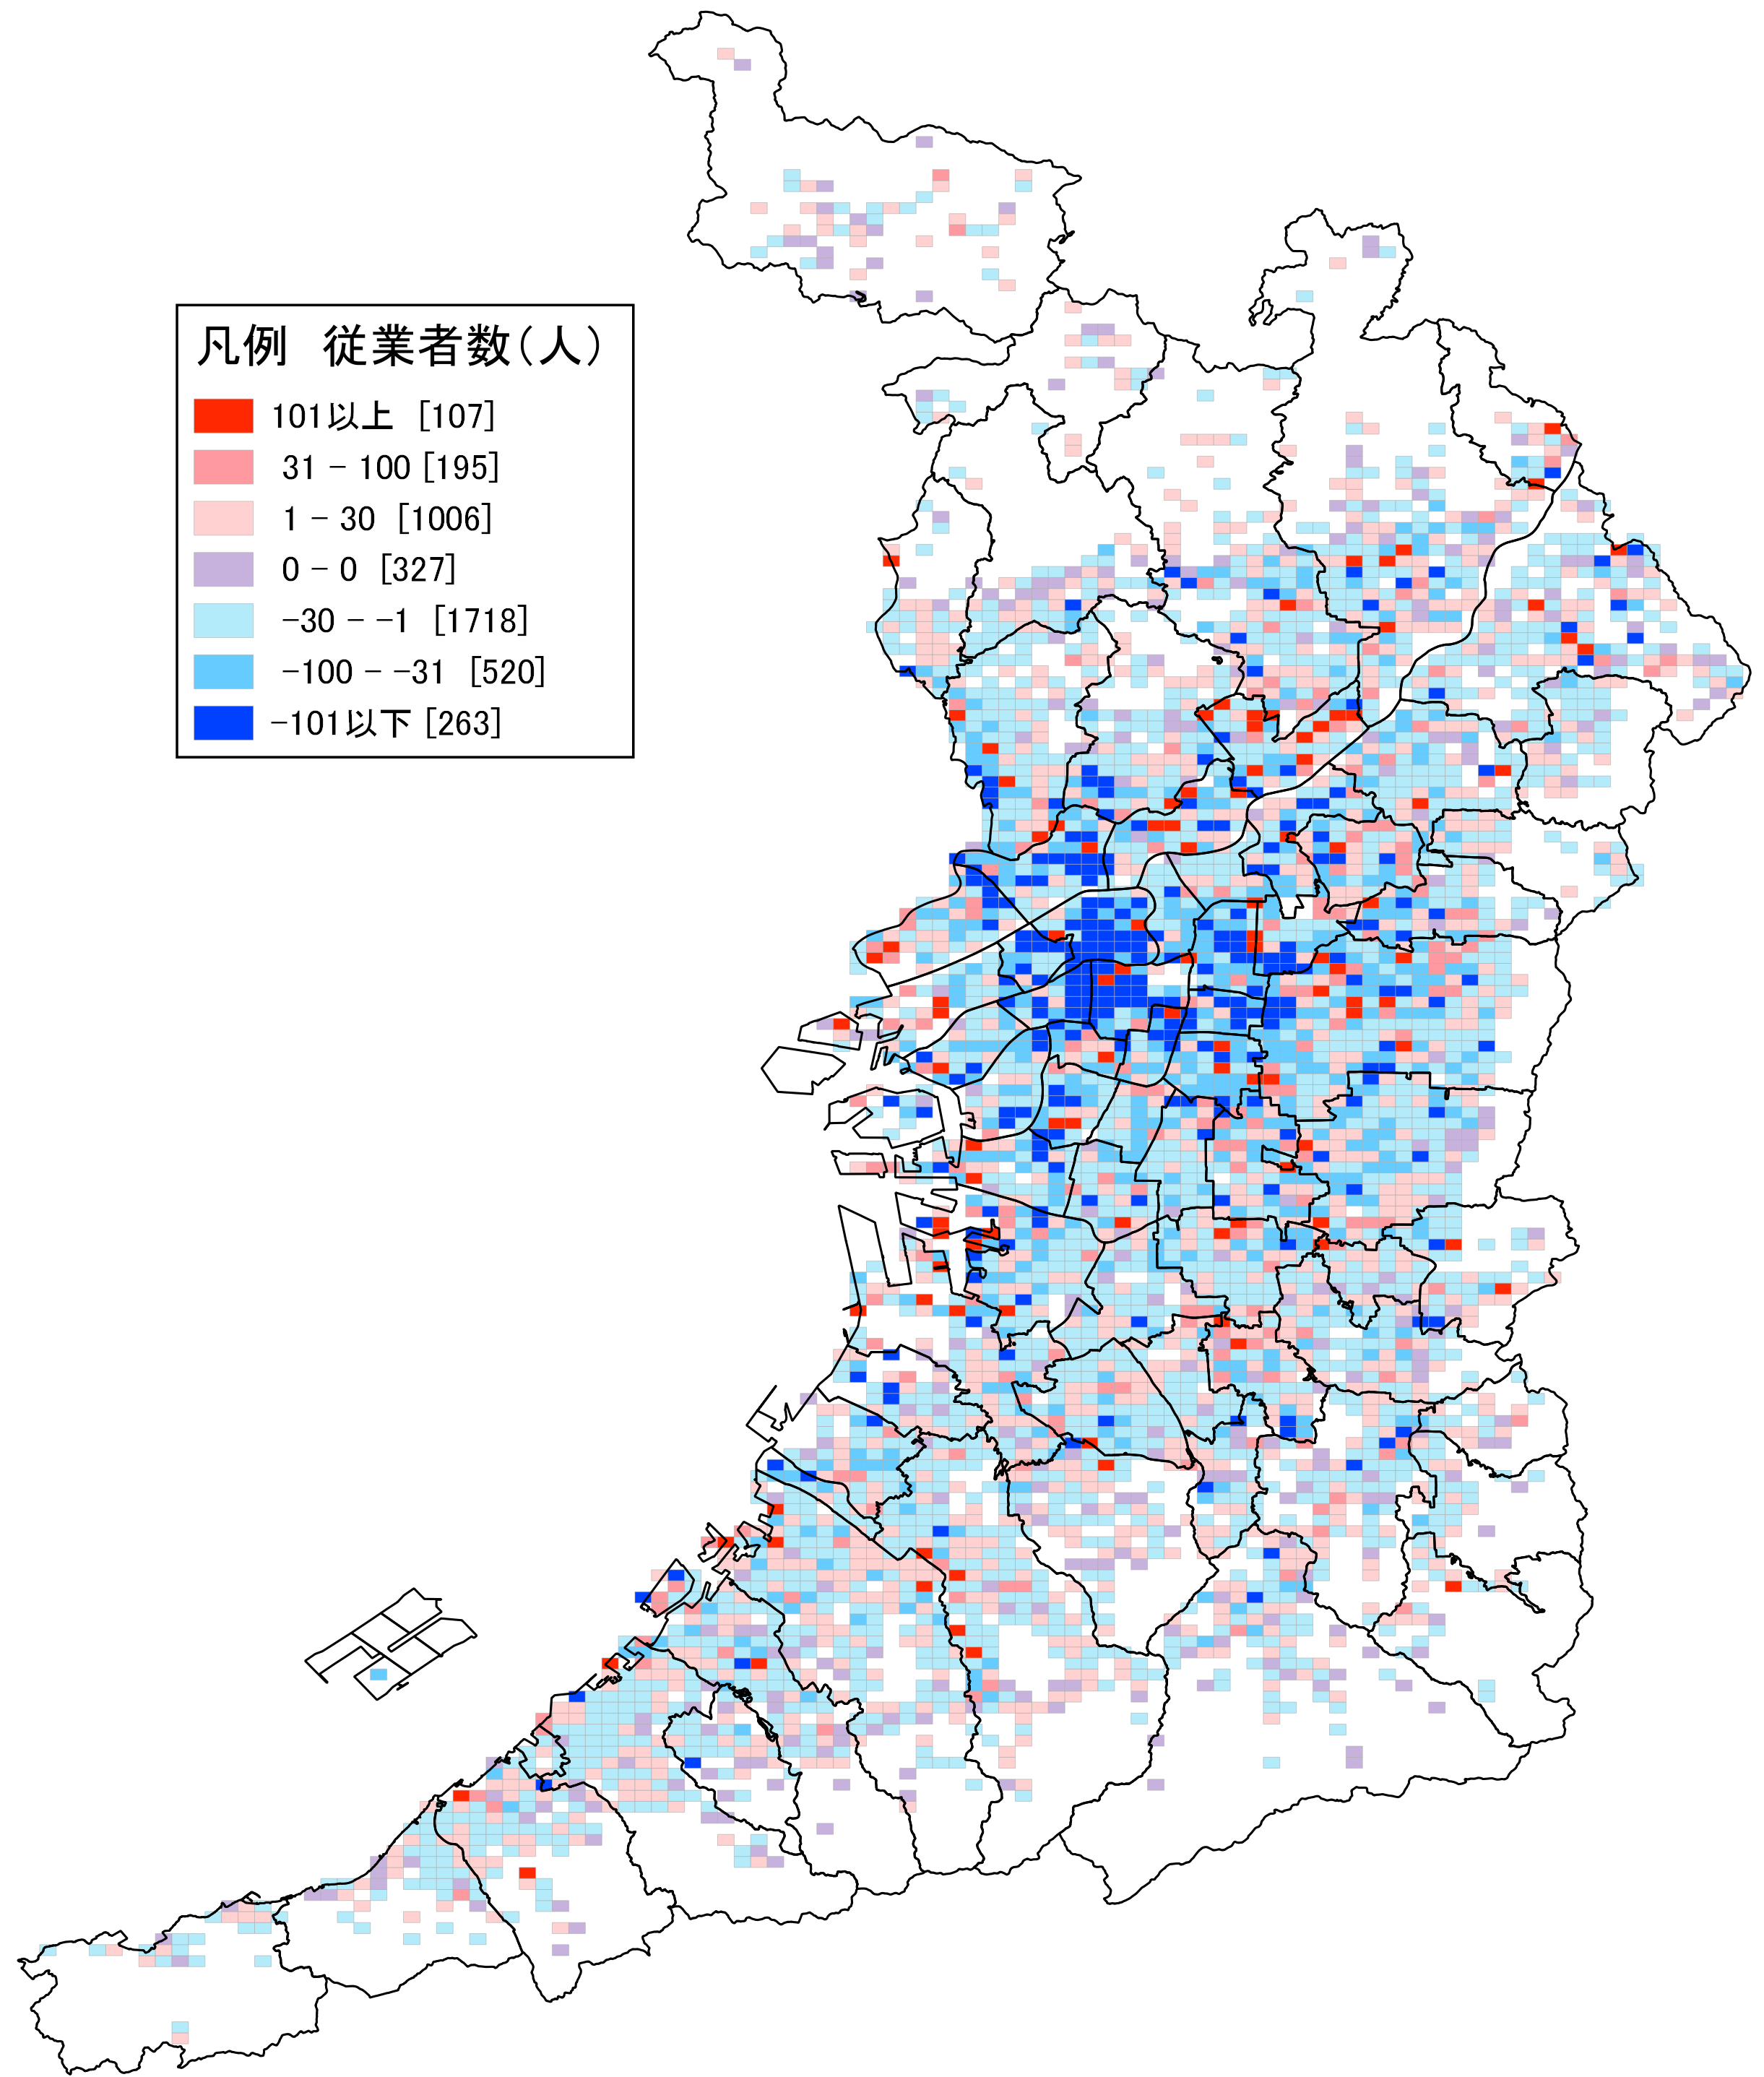 凡例　従業者数(人)
101以上 [107]
31 - 100 [195]
1 - 30 [1006]
0 - 0 [327]
-30 - -1 [1718]
-100 - -31 [520]
-101以下 [263]